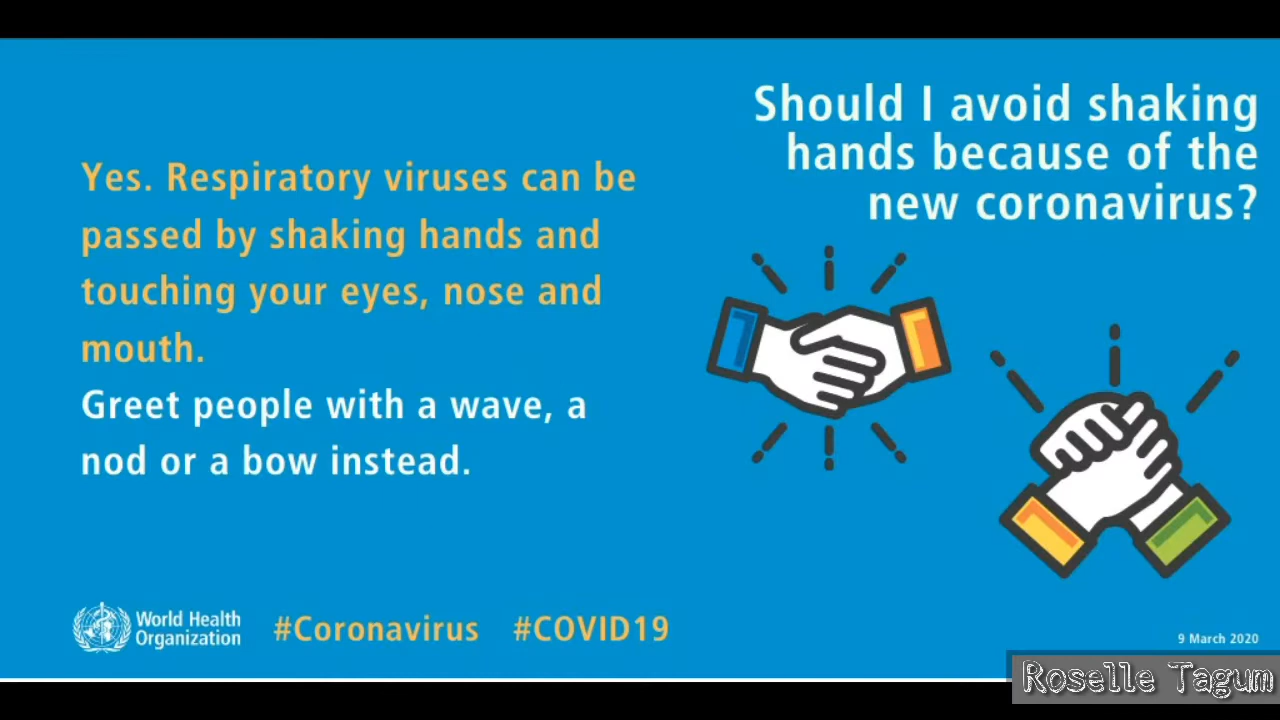 Should I avoid shaking
hands because of the
new coronavirus?
Yes. Respiratory viruses can be
passed by shaking hands and
touching your eyes, nose and
mouth.
Greet people with a wave, a
nod or a bow instead.
World Health
Organization
#Coronavirus #COVID19
9 March 2020
Roselle Tagum